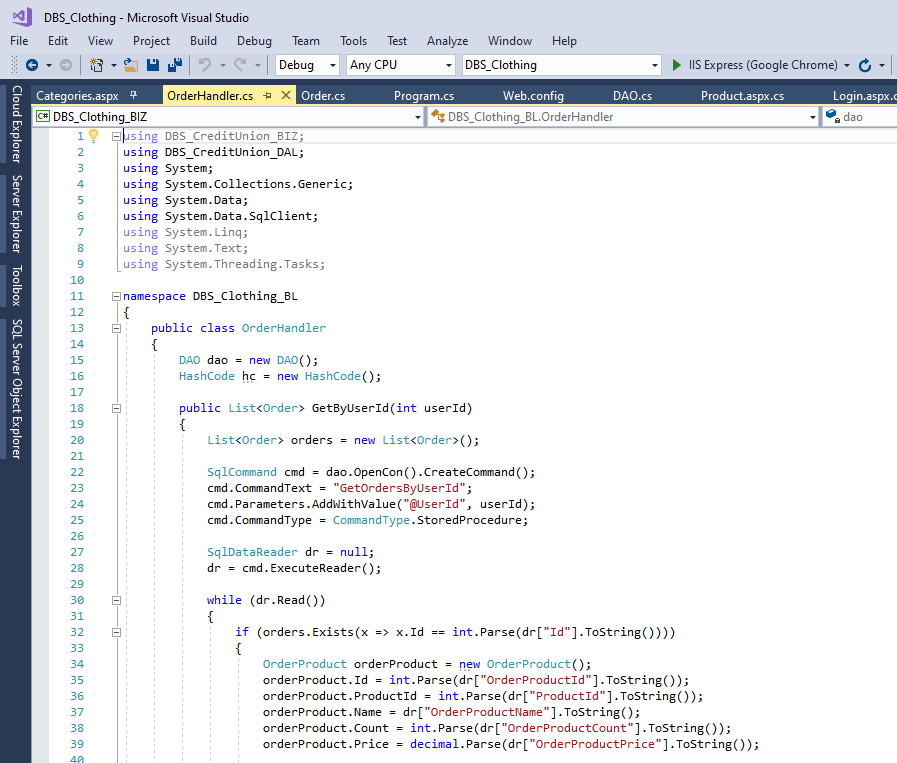 DBS_Clothing - Microsoft Visual Studio
File Edit View Project Build Debug Team Tools Test Analyze Window Help
Debug Any CPU DBS_Clothing IIS Express (Google Chrome)
Cloud Explorer
Server Explorer
Toolbox
SQL Server Object Explorer
Categories.aspx OrderHandler.cs Order.cs Program.cs Web.config DAO.cs Product.aspx.cs Login.aspx.c
C# DBS_Clothing_BIZ DBS_Clothing_BL.OrderHandler dao
1 using DBS_CreditUnion_BIZ;
2 using DBS_CreditUnion_DAL;
3 using System;
4 using System.Collections.Generic;
5 using System.Data;
6 using System.Data.SqlClient;
7 using System.Linq;
8 using System.Text;
9 using System.Threading.Tasks;
10
11 namespace DBS_Clothing_BL
12 {
13 public class OrderHandler
14 {
15 DAO dao = new DAO();
16 HashCode hc = new HashCode();
17
18 public List<Order> GetByUserId(int userId)
19 {
20 List<Order> orders = new List<Order>();
21
22 SqlCommand cmd = dao.OpenCon().CreateCommand();
23 cmd.CommandText = "GetOrdersByUserId";
24 cmd.Parameters.AddWithValue("@UserId", userId);
25 cmd.CommandType = CommandType.StoredProcedure;
26
27 SqlDataReader dr = null;
28 dr = cmd.ExecuteReader();
29
30 while (dr.Read())
31 {
32 if (orders.Exists(x => x.Id == int.Parse(dr["Id"].ToString())))
33 {
34 OrderProduct orderProduct = new OrderProduct();
35 orderProduct.Id = int.Parse(dr["OrderProductId"].ToString());
36 orderProduct.ProductId = int.Parse(dr["ProductId"].ToString());
37 orderProduct.Name = dr["OrderProductName"].ToString();
38 orderProduct.Count = int.Parse(dr["OrderProductCount"].ToString());
39 orderProduct.Price = decimal.Parse(dr["OrderProductPrice"].ToString());
40